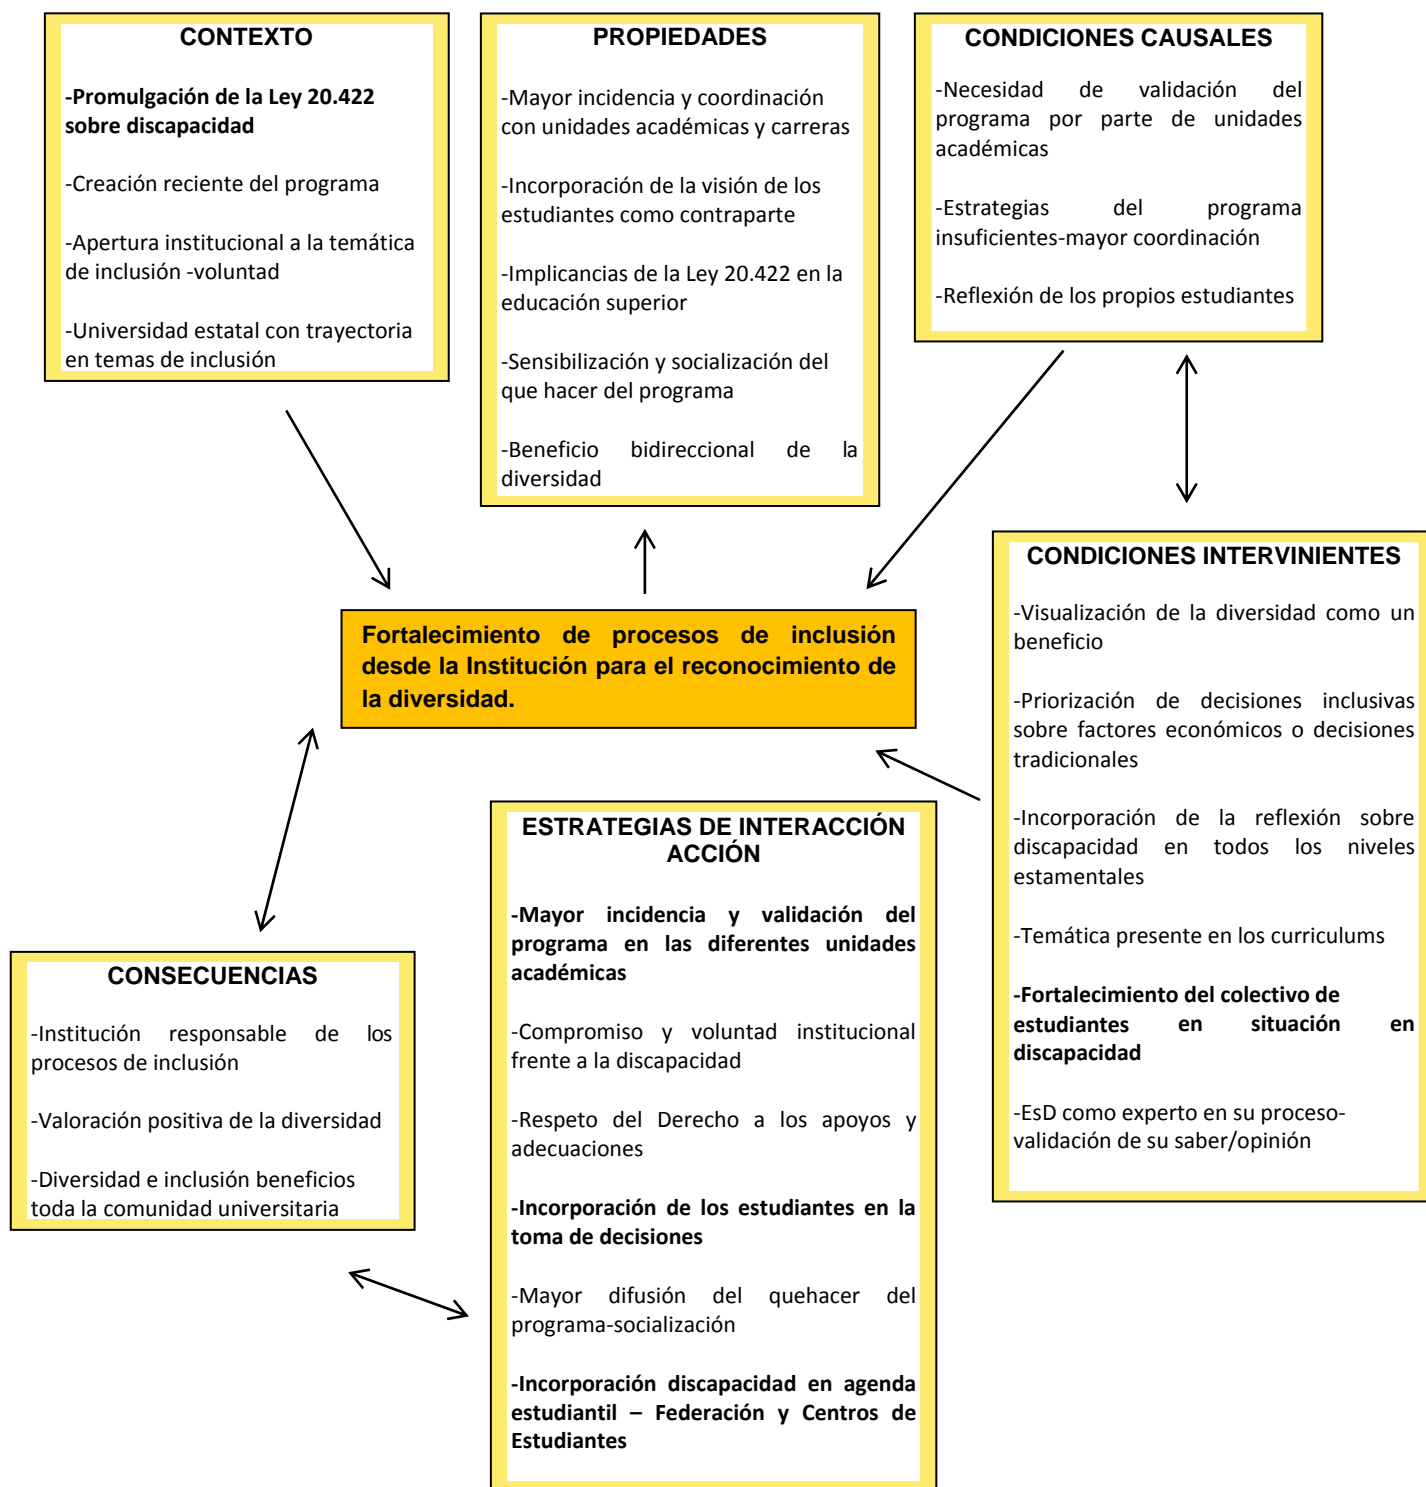 CONTEXTO
-Promulgación de la Ley 20.422
sobre discapacidad
-Creación reciente del programa
-Apertura institucional a la temática
de inclusión -voluntad
-Universidad estatal con trayectoria
en temas de inclusión
PROPIEDADES
-Mayor incidencia y coordinación
con unidades académicas y carreras
-Incorporación de la visión de los
estudiantes como contraparte
-Implicancias de la Ley 20.422 en la
educación superior
-Sensibilización y socialización del
que hacer del programa
-Beneficio bidireccional de la
diversidad
CONDICIONES CAUSALES
-Necesidad de validación del
programa por parte de unidades
académicas
-Estrategias del programa
insuficientes-mayor coordinación
-Reflexión de los propios estudiantes
Fortalecimiento de procesos de inclusión
desde la Institución para el reconocimiento de
la diversidad.
CONDICIONES INTERVINIENTES
-Visualización de la diversidad como un
beneficio
-Priorización de decisiones inclusivas
sobre factores económicos o decisiones
tradicionales
-Incorporación de la reflexión sobre
discapacidad en todos los niveles
estamentales
-Temática presente en los curriculums
-Fortalecimiento del colectivo de
estudiantes en situación en
discapacidad
-EsD como experto en su proceso-
validación de su saber/opinión
ESTRATEGIAS DE INTERACCIÓN
ACCIÓN
-Mayor incidencia y validación del
programa en las diferentes unidades
académicas
-Compromiso y voluntad institucional
frente a la discapacidad
-Respeto del Derecho a los apoyos y
adecuaciones
-Incorporación de los estudiantes en la
toma de decisiones
-Mayor difusión del quehacer del
programa-socialización
-Incorporación discapacidad en agenda
estudiantil – Federación y Centros de
Estudiantes
CONSECUENCIAS
-Institución responsable de los
procesos de inclusión
-Valoración positiva de la diversidad
-Diversidad e inclusión beneficios
toda la comunidad universitaria